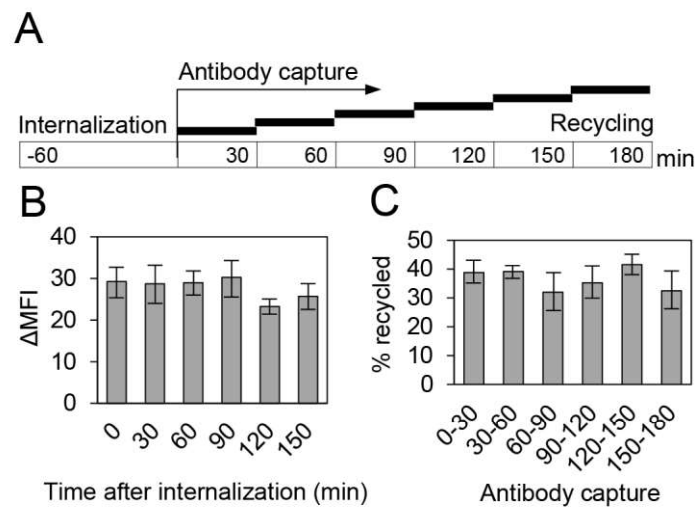 A
Antibody capture
Internalization
Recycling
-60 30 60 90 120 150 180 min
B
40
30
20
10
0
ΔMFI
0 30 60 90 120 150
Time after internalization (min)
C
50
40
30
20
10
0
% recycled
0-30 30-60 60-90 90-120 120-150 150-180
Antibody capture